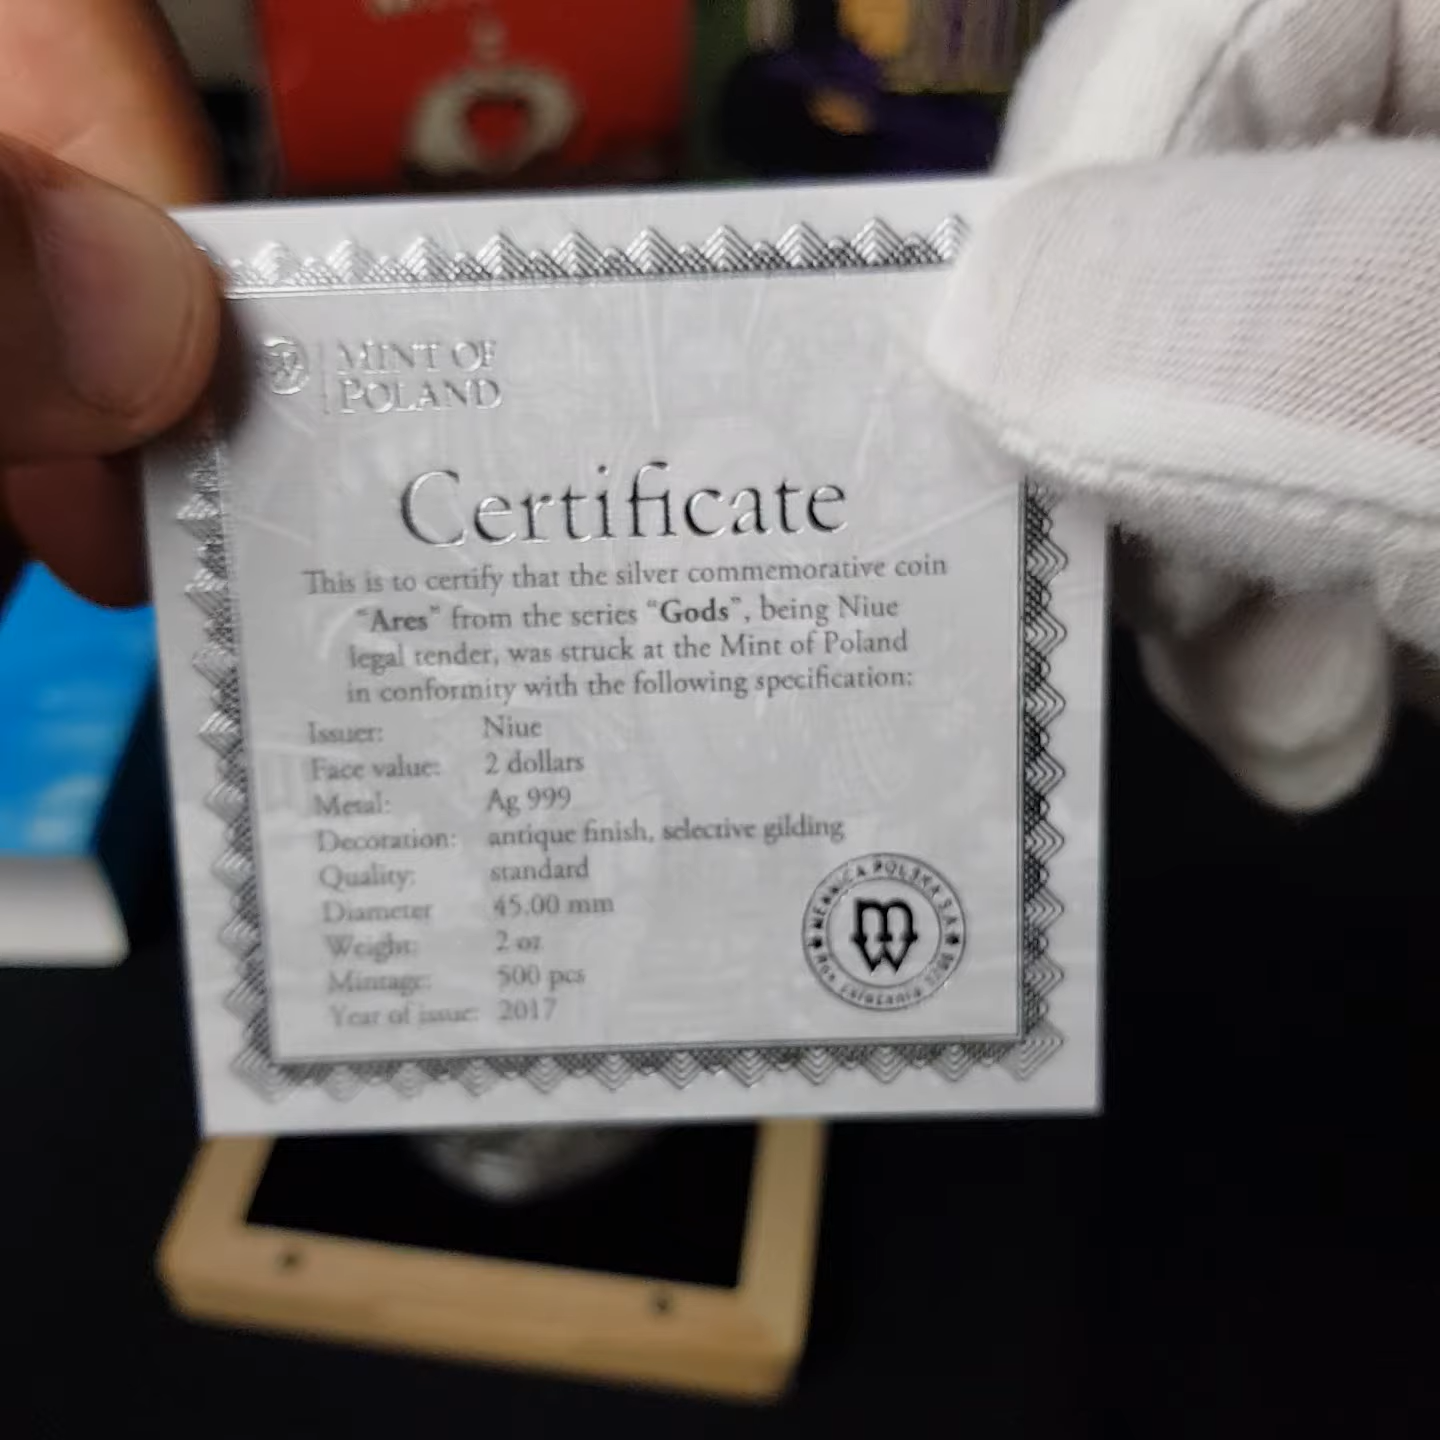 MINT OF
POLAND
Certificate
This is to certify that the silver commemorative coin
"Ares" from the series "Gods", being Niue
legal tender, was struck at the Mint of Poland
in conformity with the following specification:
Issuer: Niue
Face value: 2 dollars
Metal: Ag 999
Decoration: antique finish, selective gilding
Quality: standard
Diameter 45.00 mm
Weight: 2 oz
Mintage: 500 pcs
Year of issue: 2017
MENNICA POLSKA S.A.